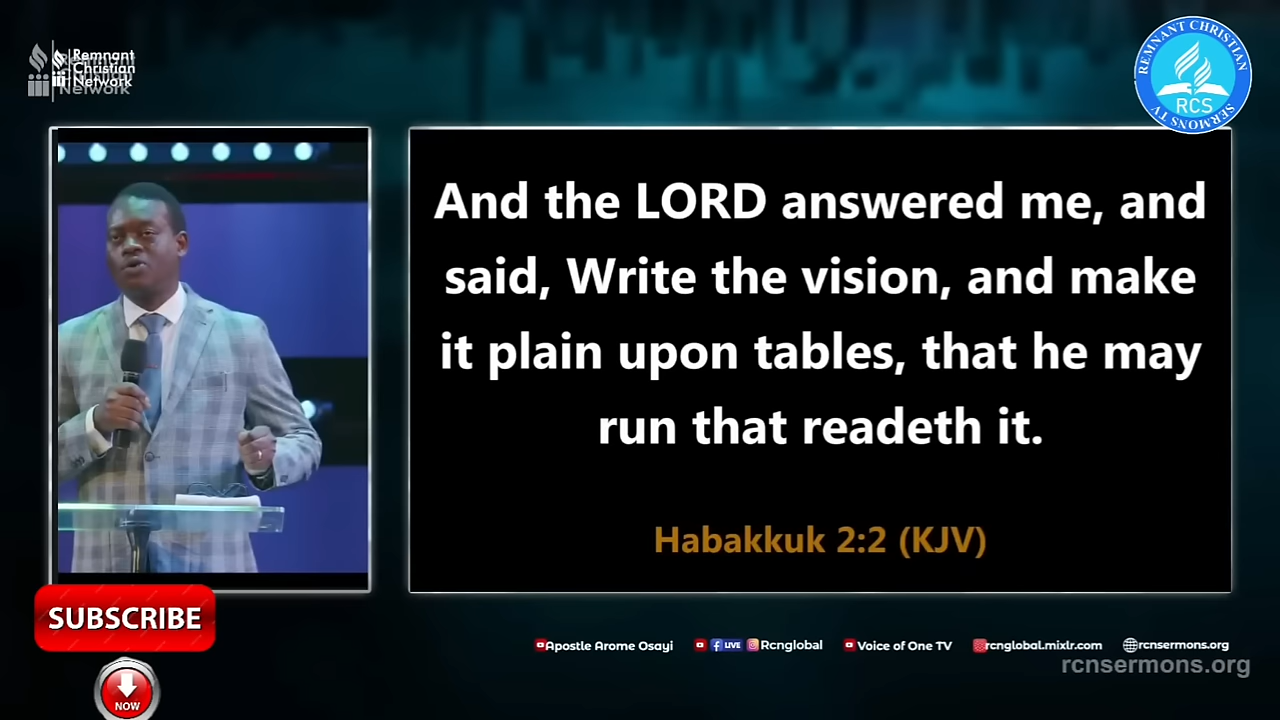 Remnant
Christian
Network
REMNANT CHRISTIAN
RCS
SERMONS TV
And the LORD answered me, and
said, Write the vision, and make
it plain upon tables, that he may
run that readeth it.
Habakkuk 2:2 (KJV)
SUBSCRIBE
NOW
Apostle Arome Osayi LIVE Rcnglobal Voice of One TV rcnglobal.mixlr.com rcnsermons.org
rcnsermons.org